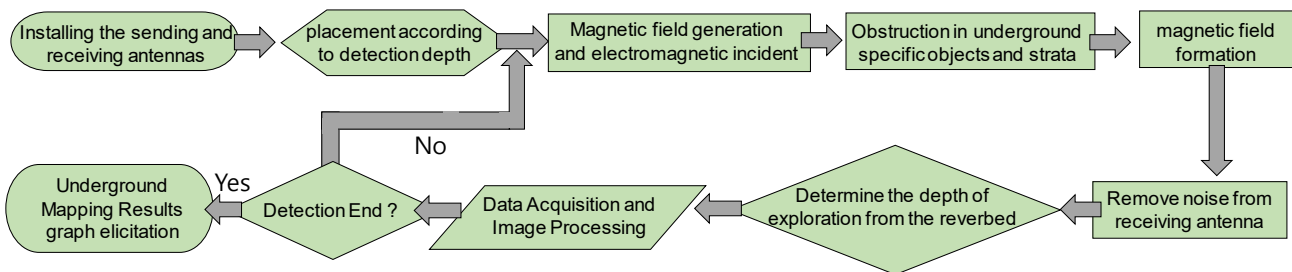 Installing the sending and
receiving antennas
placement according
to detection depth
Magnetic field generation
and electromagnetic incident
Obstruction in underground
specific objects and strata
magnetic field
formation
No
Yes
Underground
Mapping Results
graph elicitation
Detection End ?
Data Acquisition and
Image Processing
Determine the depth of
exploration from the reverbed
Remove noise from
receiving antenna